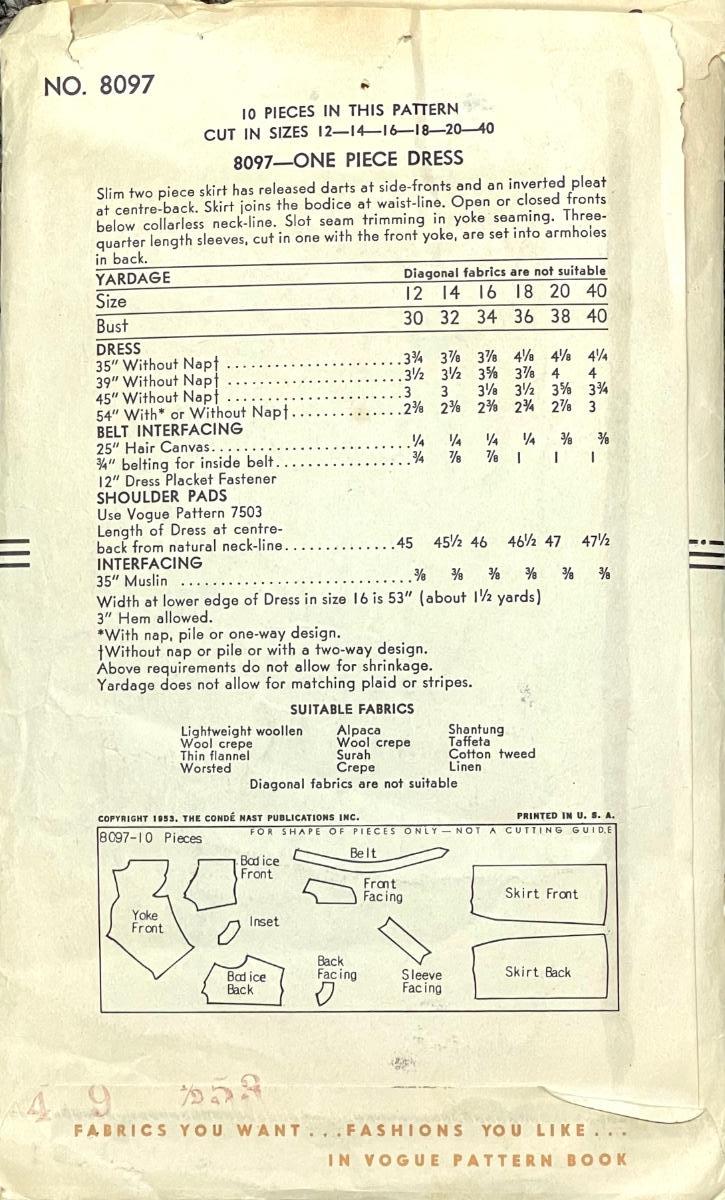 NO. 8097
10 PIECES IN THIS PATTERN
CUT IN SIZES 12—14—16—18—20—40
8097—ONE PIECE DRESS
Slim two piece skirt has released darts at side-fronts and an inverted pleat
at centre-back. Skirt joins the bodice at waist-line. Open or closed fronts
below collarless neck-line. Slot seam trimming in yoke seaming. Three-
quarter length sleeves, cut in one with the front yoke, are set into armholes
in back.
YARDAGE Diagonal fabrics are not suitable
Size 12 14 16 18 20 40
Bust 30 32 34 36 38 40
DRESS
35" Without Nap† 3¾ 3⅞ 3⅞ 4⅛ 4⅛ 4¼
39" Without Nap† 3½ 3½ 3⅝ 3⅞ 4 4
45" Without Nap† 3 3 3⅛ 3½ 3⅝ 3¾
54" With* or Without Nap† 2⅜ 2⅜ 2⅜ 2¾ 2⅞ 3
BELT INTERFACING
25" Hair Canvas ¼ ¼ ¼ ¼ ⅜ ⅜
¾" belting for inside belt ¾ ⅞ ⅞ 1 1 1
12" Dress Placket Fastener
SHOULDER PADS
Use Vogue Pattern 7503
Length of Dress at centre-
back from natural neck-line 45 45½ 46 46½ 47 47½
INTERFACING
35" Muslin ⅜ ⅜ ⅜ ⅜ ⅜ ⅜
Width at lower edge of Dress in size 16 is 53" (about 1½ yards)
3" Hem allowed.
*With nap, pile or one-way design.
†Without nap or pile or with a two-way design.
Above requirements do not allow for shrinkage.
Yardage does not allow for matching plaid or stripes.
SUITABLE FABRICS
Lightweight woollen Alpaca Shantung
Wool crepe Wool crepe Taffeta
Thin flannel Surah Cotton tweed
Worsted Crepe Linen
Diagonal fabrics are not suitable
COPYRIGHT 1953. THE CONDÉ NAST PUBLICATIONS INC. PRINTED IN U. S. A.
8097-10 Pieces FOR SHAPE OF PIECES ONLY—NOT A CUTTING GUIDE
Belt
Bodice
Front
Front
Facing
Skirt Front
Yoke
Front
Inset
Back
Facing
Skirt Back
Bodice
Back
Sleeve
Facing
4 9
FABRICS YOU WANT...FASHIONS YOU LIKE...
IN VOGUE PATTERN BOOK